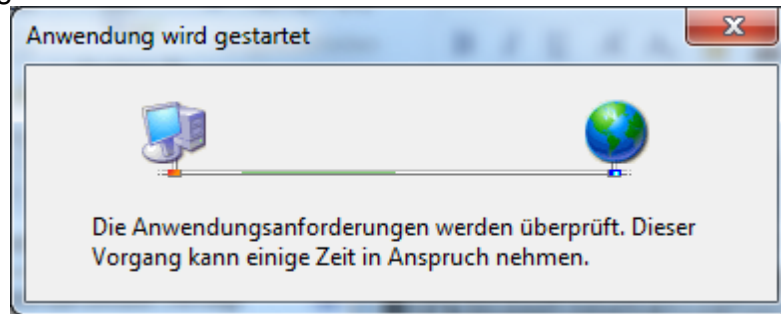 Anwendung wird gestartet
Die Anwendungsanforderungen werden überprüft. Dieser
Vorgang kann einige Zeit in Anspruch nehmen.